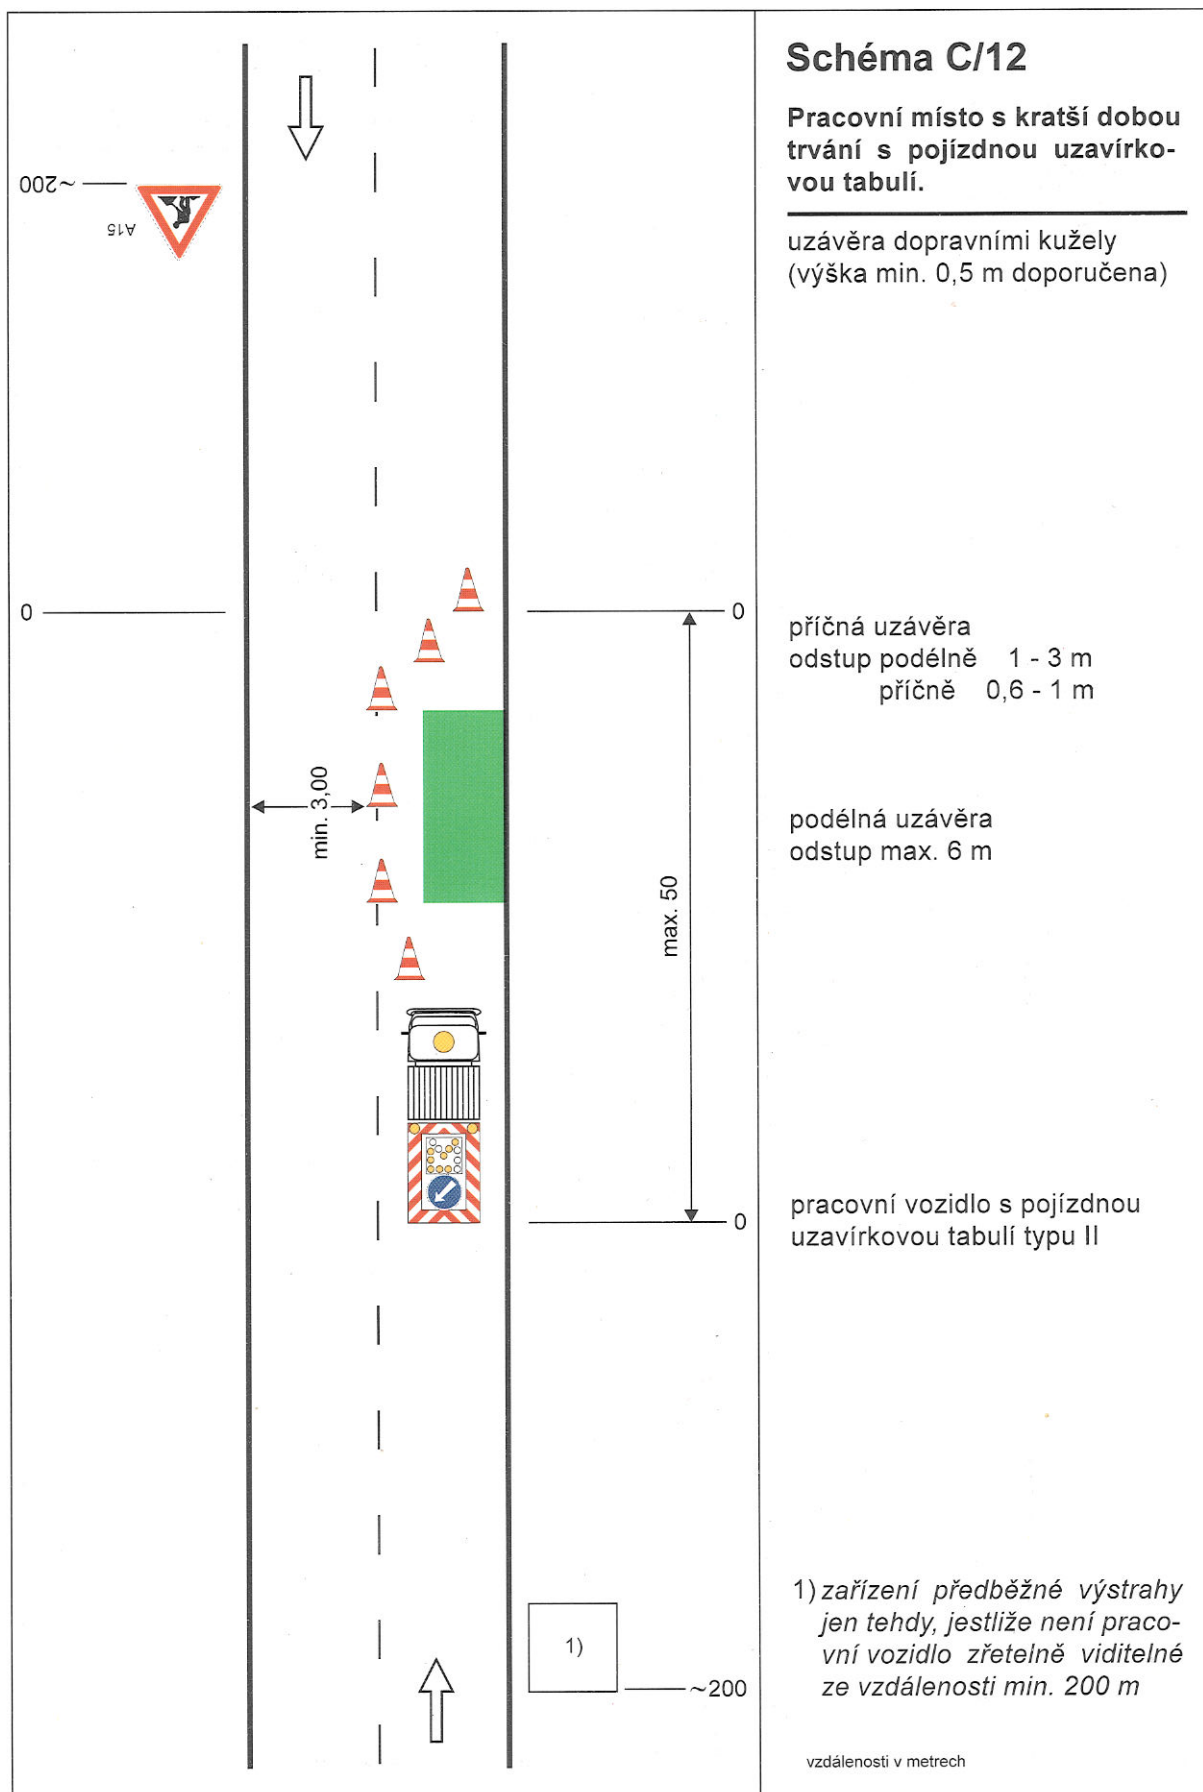 Schéma C/12
Pracovní místo s kratší dobou
trvání s pojízdnou uzavírko-
vou tabulí.
uzávěra dopravními kužely
(výška min. 0,5 m doporučena)
~200
A15
0
0
příčná uzávěra
odstup podélně 1 - 3 m
příčně 0,6 - 1 m
min. 3,00
podélná uzávěra
odstup max. 6 m
max. 50
0
pracovní vozidlo s pojízdnou
uzavírkovou tabulí typu II
1)
~200
1) zařízení předběžné výstrahy
jen tehdy, jestliže není praco-
vní vozidlo zřetelně viditelné
ze vzdálenosti min. 200 m
vzdálenosti v metrech